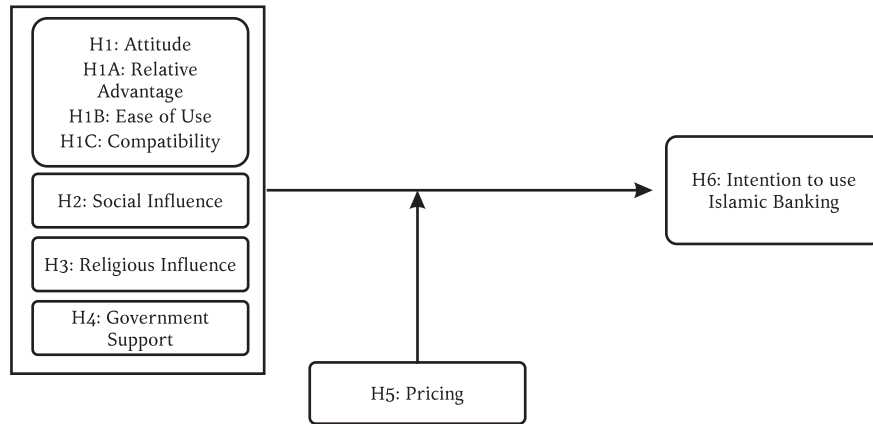 H1: Attitude
H1A: Relative
Advantage
H1B: Ease of Use
H1C: Compatibility
H2: Social Influence
H3: Religious Influence
H4: Government
Support
H5: Pricing
H6: Intention to use
Islamic Banking